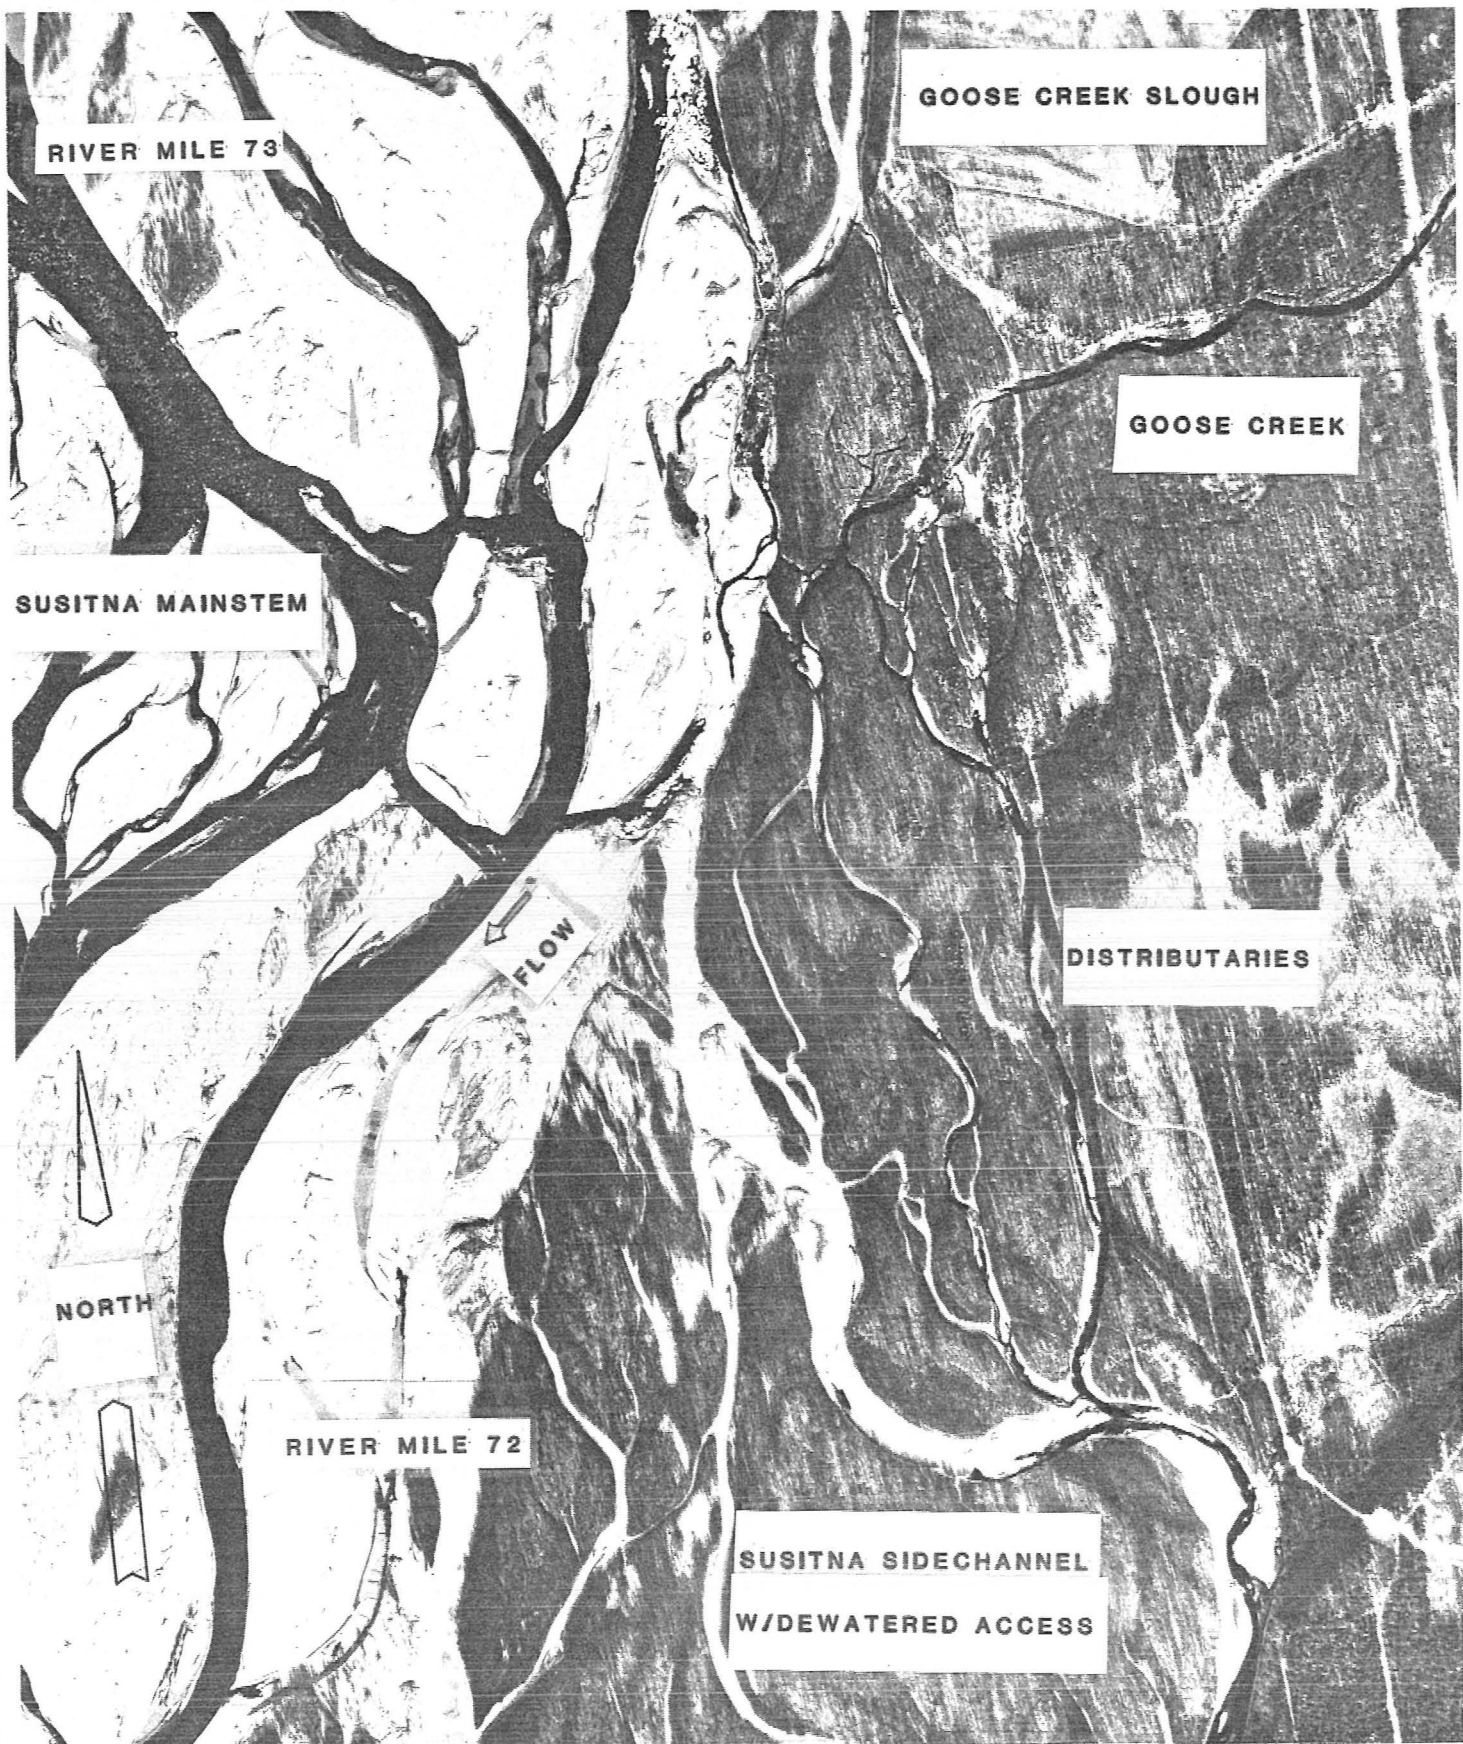 GOOSE CREEK SLOUGH
RIVER MILE 73
GOOSE CREEK
SUSITNA MAINSTEM
FLOW
DISTRIBUTARIES
NORTH
RIVER MILE 72
SUSITNA SIDECHANNEL
W/DEWATERED ACCESS